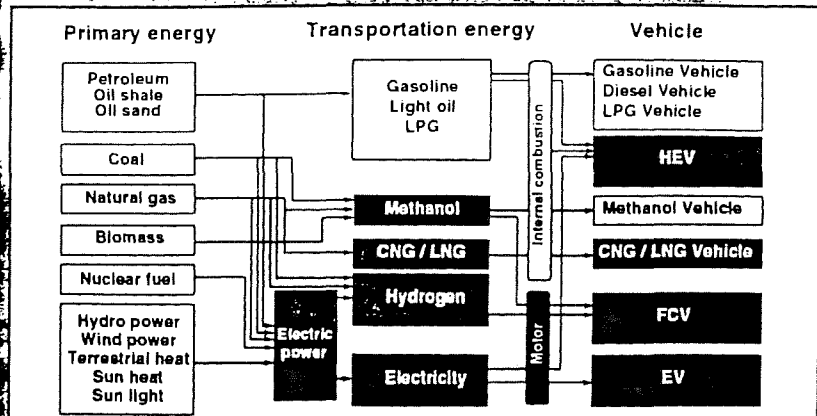 Primary energy
Transportation energy
Vehicle
Petroleum
Oil shale
Oil sand
Coal
Natural gas
Biomass
Nuclear fuel
Hydro power
Wind power
Terrestrial heat
Sun heat
Sun light
Electric
power
Gasoline
Light oil
LPG
Methanol
CNG / LNG
Hydrogen
Electricity
Internal combustion
Motor
Gasoline Vehicle
Diesel Vehicle
LPG Vehicle
HEV
Methanol Vehicle
CNG / LNG Vehicle
FCV
EV